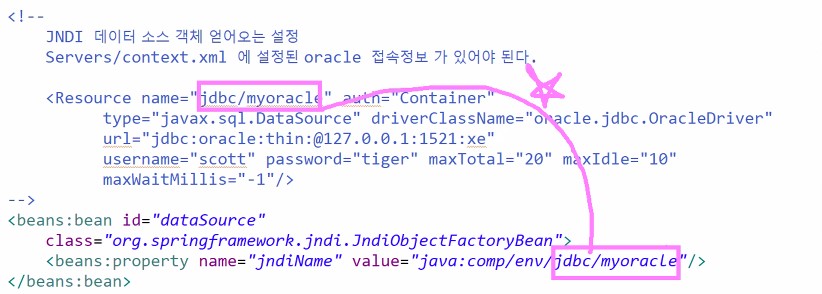 <!--
JNDI 데이터 소스 객체 얻어오는 설정
Servers/context.xml 에 설정된 oracle 접속정보 가 있어야 된다.
<Resource name="jdbc/myoracle" auth="Container"
type="javax.sql.DataSource" driverClassName="oracle.jdbc.OracleDriver"
url="jdbc:oracle:thin:@127.0.0.1:1521:xe"
username="scott" password="tiger" maxTotal="20" maxIdle="10"
maxWaitMillis="-1"/>
-->
<beans:bean id="dataSource"
class="org.springframework.jndi.JndiObjectFactoryBean">
<beans:property name="jndiName" value="java:comp/env/jdbc/myoracle"/>
</beans:bean>